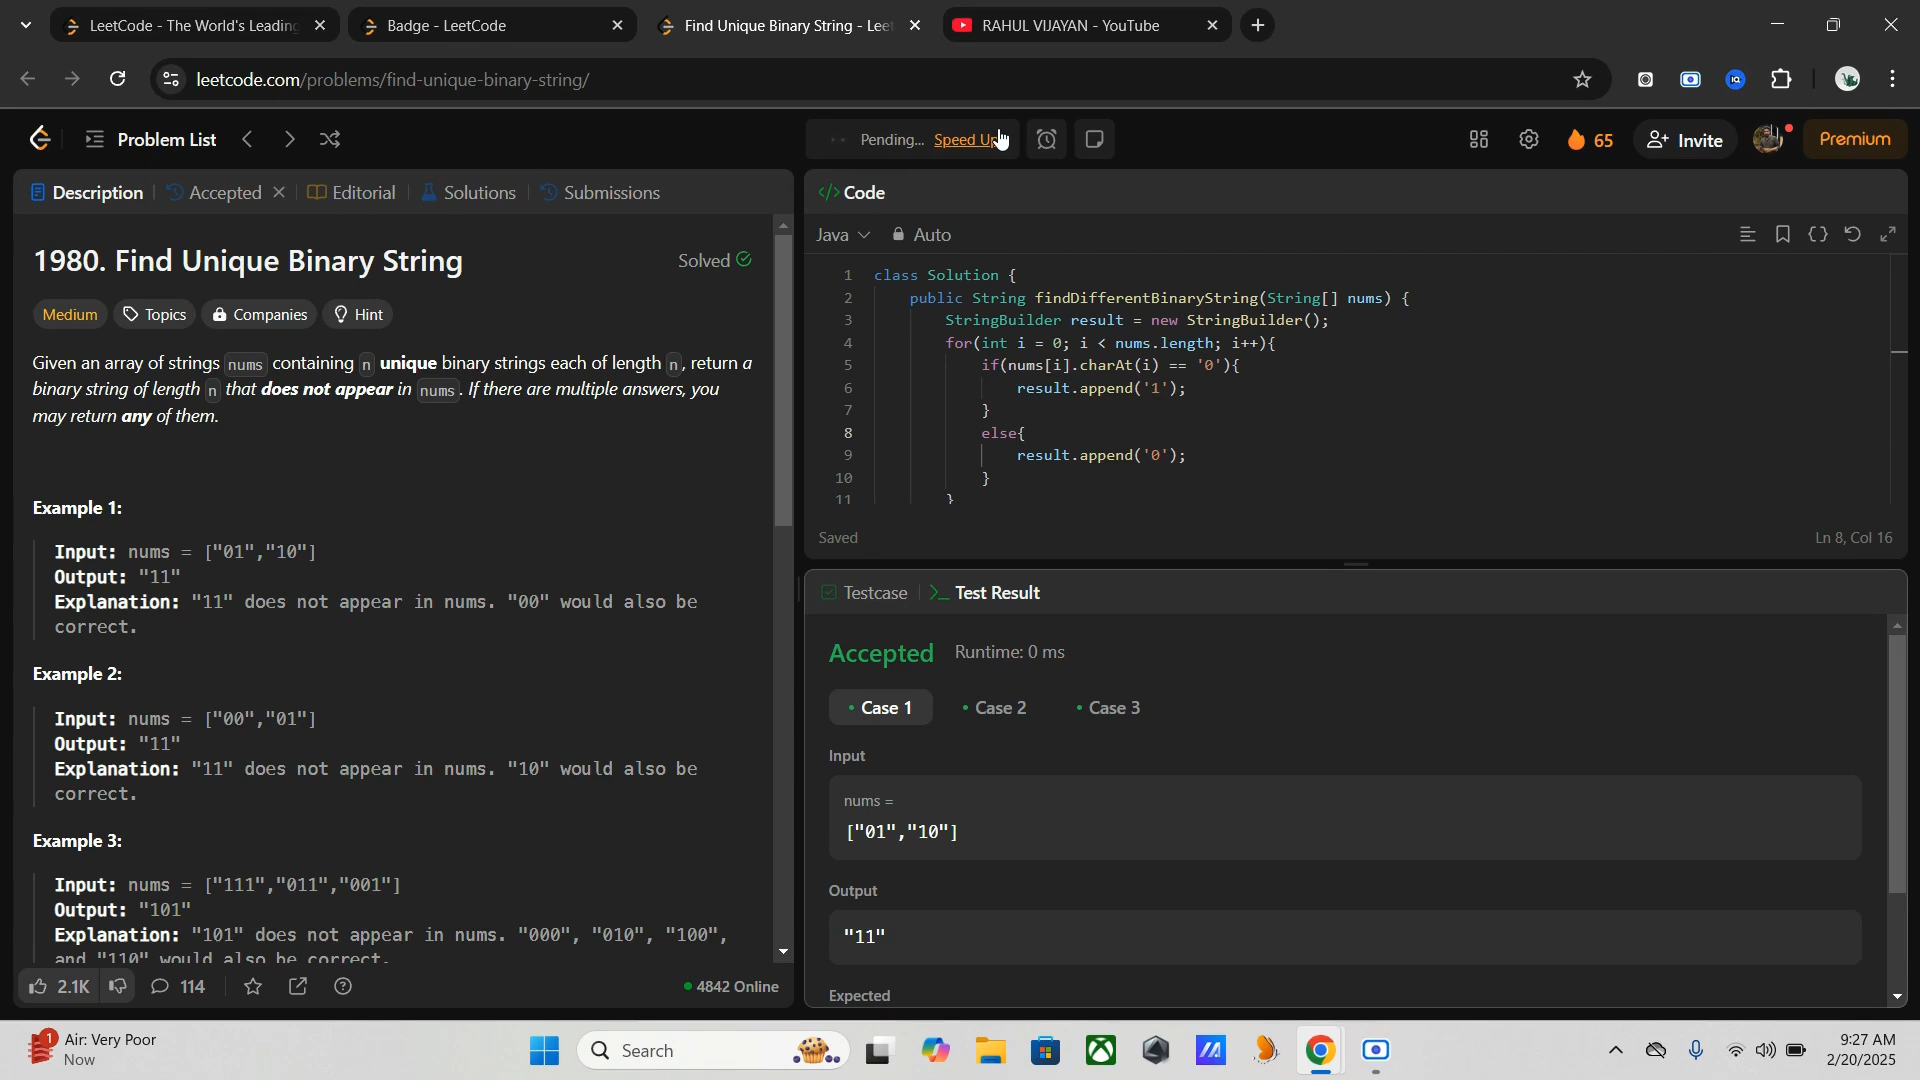 LeetCode - The World's Leading
Badge - LeetCode
Find Unique Binary String - Leet
RAHUL VIJAYAN - YouTube
leetcode.com/problems/find-unique-binary-string/
Problem List
Pending... Speed Up
65
Invite
Premium
Description
Accepted
Editorial
Solutions
Submissions
1980. Find Unique Binary String
Solved
Medium
Topics
Companies
Hint
Given an array of strings nums containing n unique binary strings each of length n, return a
binary string of length n that does not appear in nums. If there are multiple answers, you
may return any of them.
Example 1:
Input: nums = ["01","10"]
Output: "11"
Explanation: "11" does not appear in nums. "00" would also be
correct.
Example 2:
Input: nums = ["00","01"]
Output: "11"
Explanation: "11" does not appear in nums. "10" would also be
correct.
Example 3:
Input: nums = ["111","011","001"]
Output: "101"
Explanation: "101" does not appear in nums. "000", "010", "100",
and "110" would also be correct.
2.1K
114
4842 Online
</> Code
Java
Auto
1 class Solution {
2 public String findDifferentBinaryString(String[] nums) {
3 StringBuilder result = new StringBuilder();
4 for(int i = 0; i < nums.length; i++){
5 if(nums[i].charAt(i) == '0'){
6 result.append('1');
7 }
8 else{
9 result.append('0');
10 }
11 }
Saved
Ln 8, Col 16
Testcase
Test Result
Accepted
Runtime: 0 ms
Case 1
Case 2
Case 3
Input
nums =
["01","10"]
Output
"11"
Expected
1
Air: Very Poor
Now
Search
9:27 AM
2/20/2025